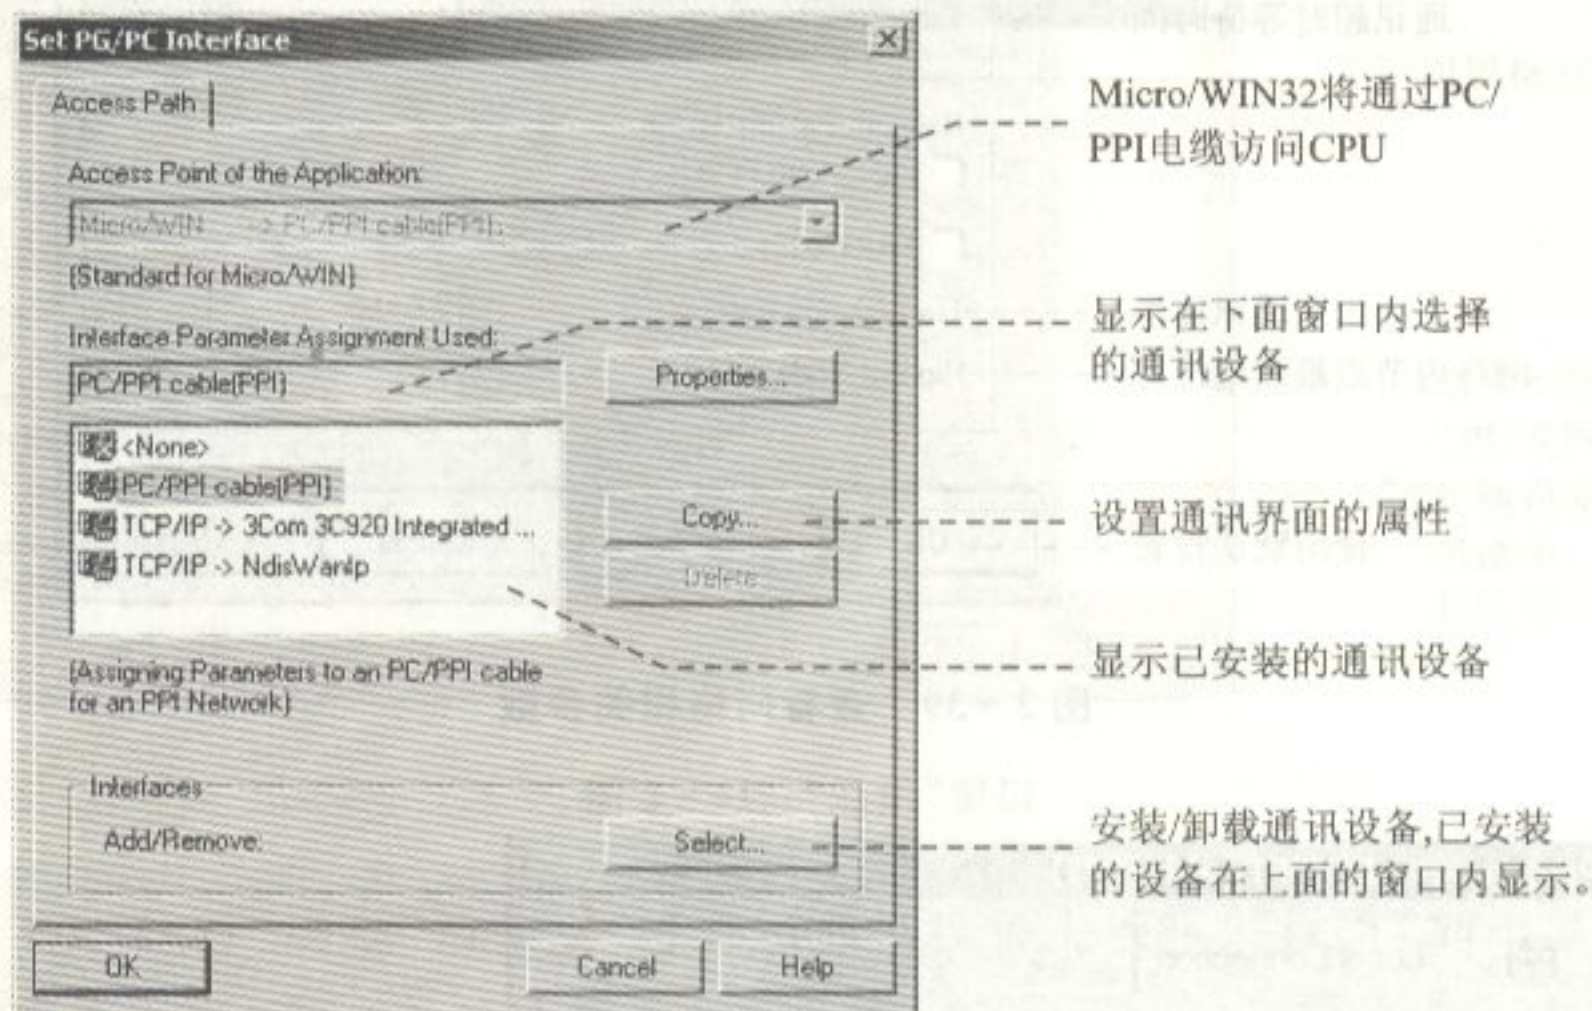 Set PG/PC Interface
Access Path
Micro/WIN32将通过PC/
PPI电缆访问CPU
Access Point of the Application:
Micro/WIN -> PC/PPI cable(PPI)
(Standard for Micro/WIN)
显示在下面窗口内选择
的通讯设备
Interface Parameter Assignment Used:
PC/PPI cable(PPI)
Properties...
<None>
PC/PPI cable(PPI)
TCP/IP -> 3Com 3C920 Integrated ...
TCP/IP -> NdisWanIp
Copy...
设置通讯界面的属性
Delete
显示已安装的通讯设备
(Assigning Parameters to an PC/PPI cable
for an PPI Network)
Interfaces
Add/Remove:
Select...
安装/卸载通讯设备,已安装
的设备在上面的窗口内显示。
OK
Cancel
Help